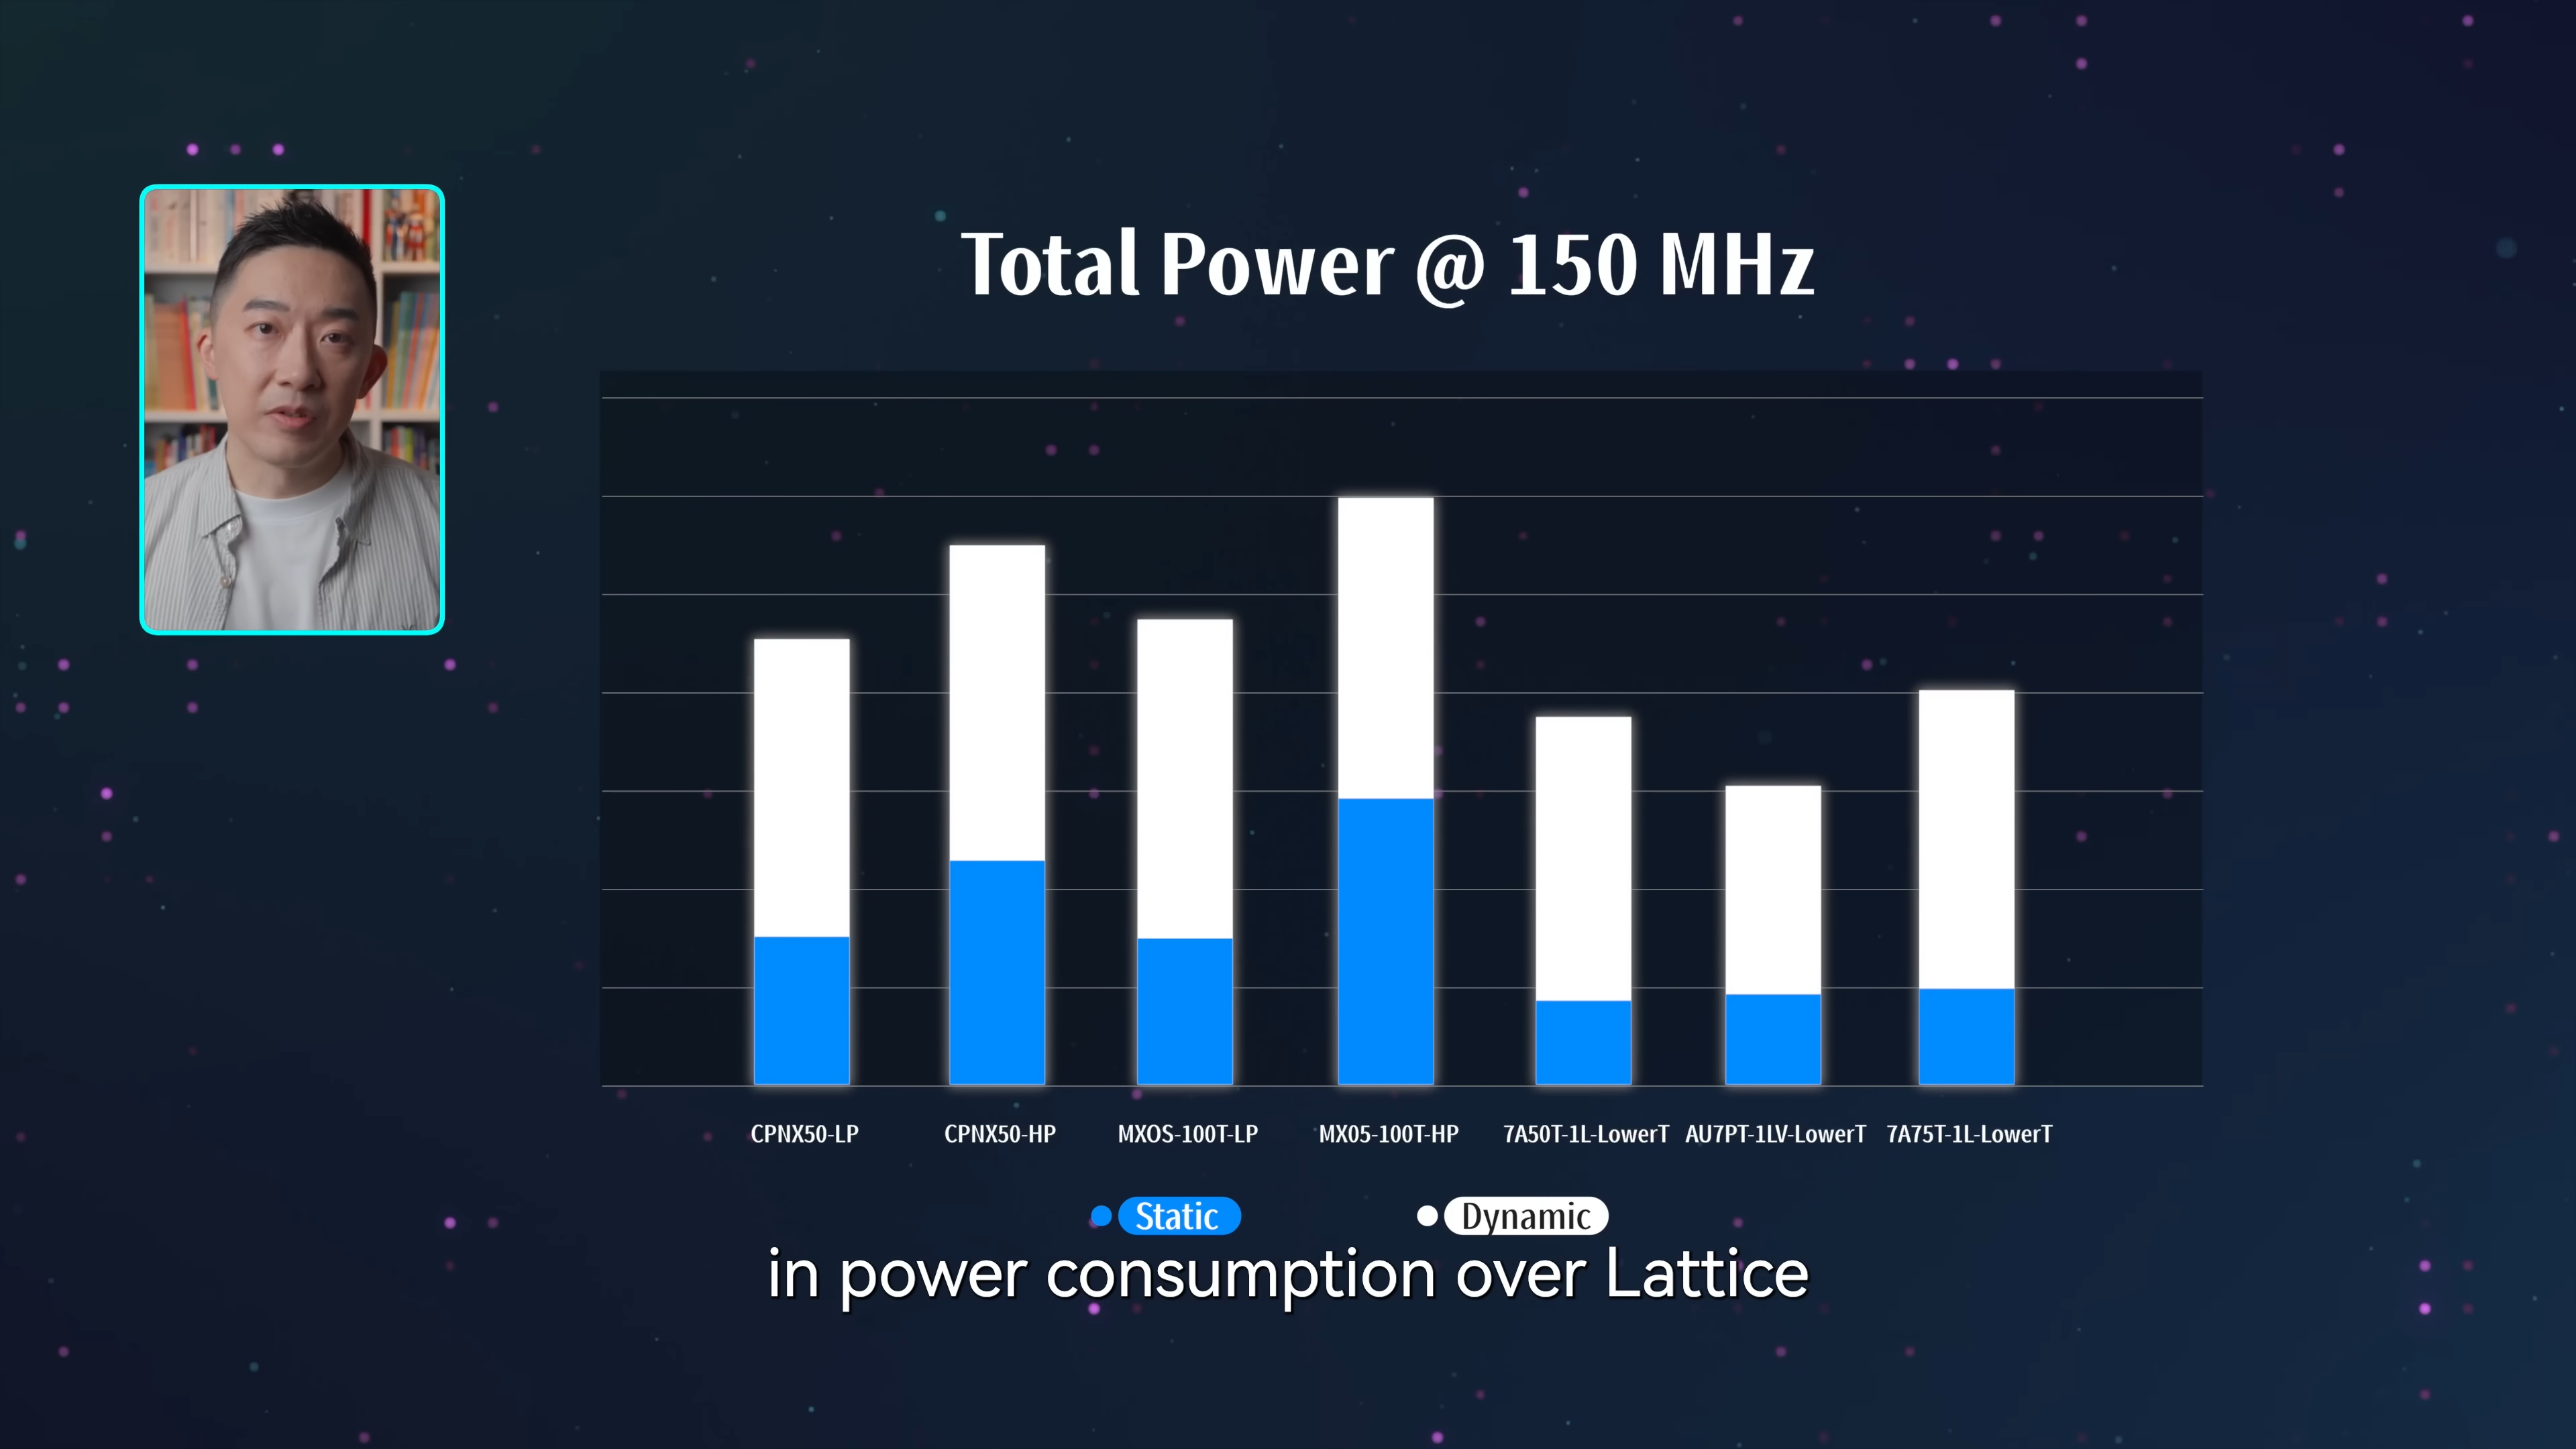 Total Power @ 150 MHz
CPNX50-LP
CPNX50-HP
MXOS-100T-LP
MX05-100T-HP
7A50T-1L-LowerT
AU7PT-1LV-LowerT
7A75T-1L-LowerT
Static
Dynamic
in power consumption over Lattice